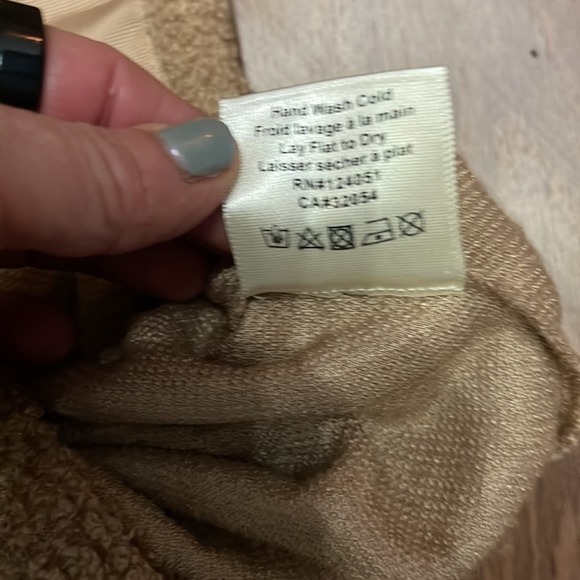 Hand Wash Cold
Froid lavage à la main
Lay Flat to Dry
Laisser sécher à plat
RN#124051
CA#32054